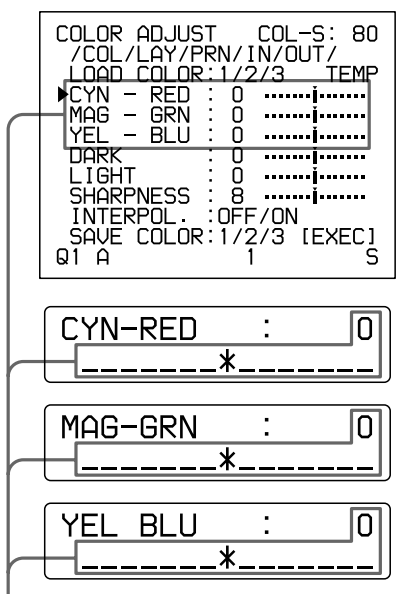 COLOR ADJUST COL-S: 80
/COL/LAY/PRN/IN/OUT/
LOAD COLOR:1/2/3 TEMP
CYN - RED : 0
MAG - GRN : 0
YEL - BLU : 0
DARK : 0
LIGHT : 0
SHARPNESS : 8
INTERPOL. :OFF/ON
SAVE COLOR:1/2/3 [EXEC]
Q1 A 1 S
CYN-RED : 0
_ _ _ _ _ _ _*_ _ _ _ _ _ _
MAG-GRN : 0
_ _ _ _ _ _ _*_ _ _ _ _ _ _
YEL BLU : 0
_ _ _ _ _ _ _*_ _ _ _ _ _ _